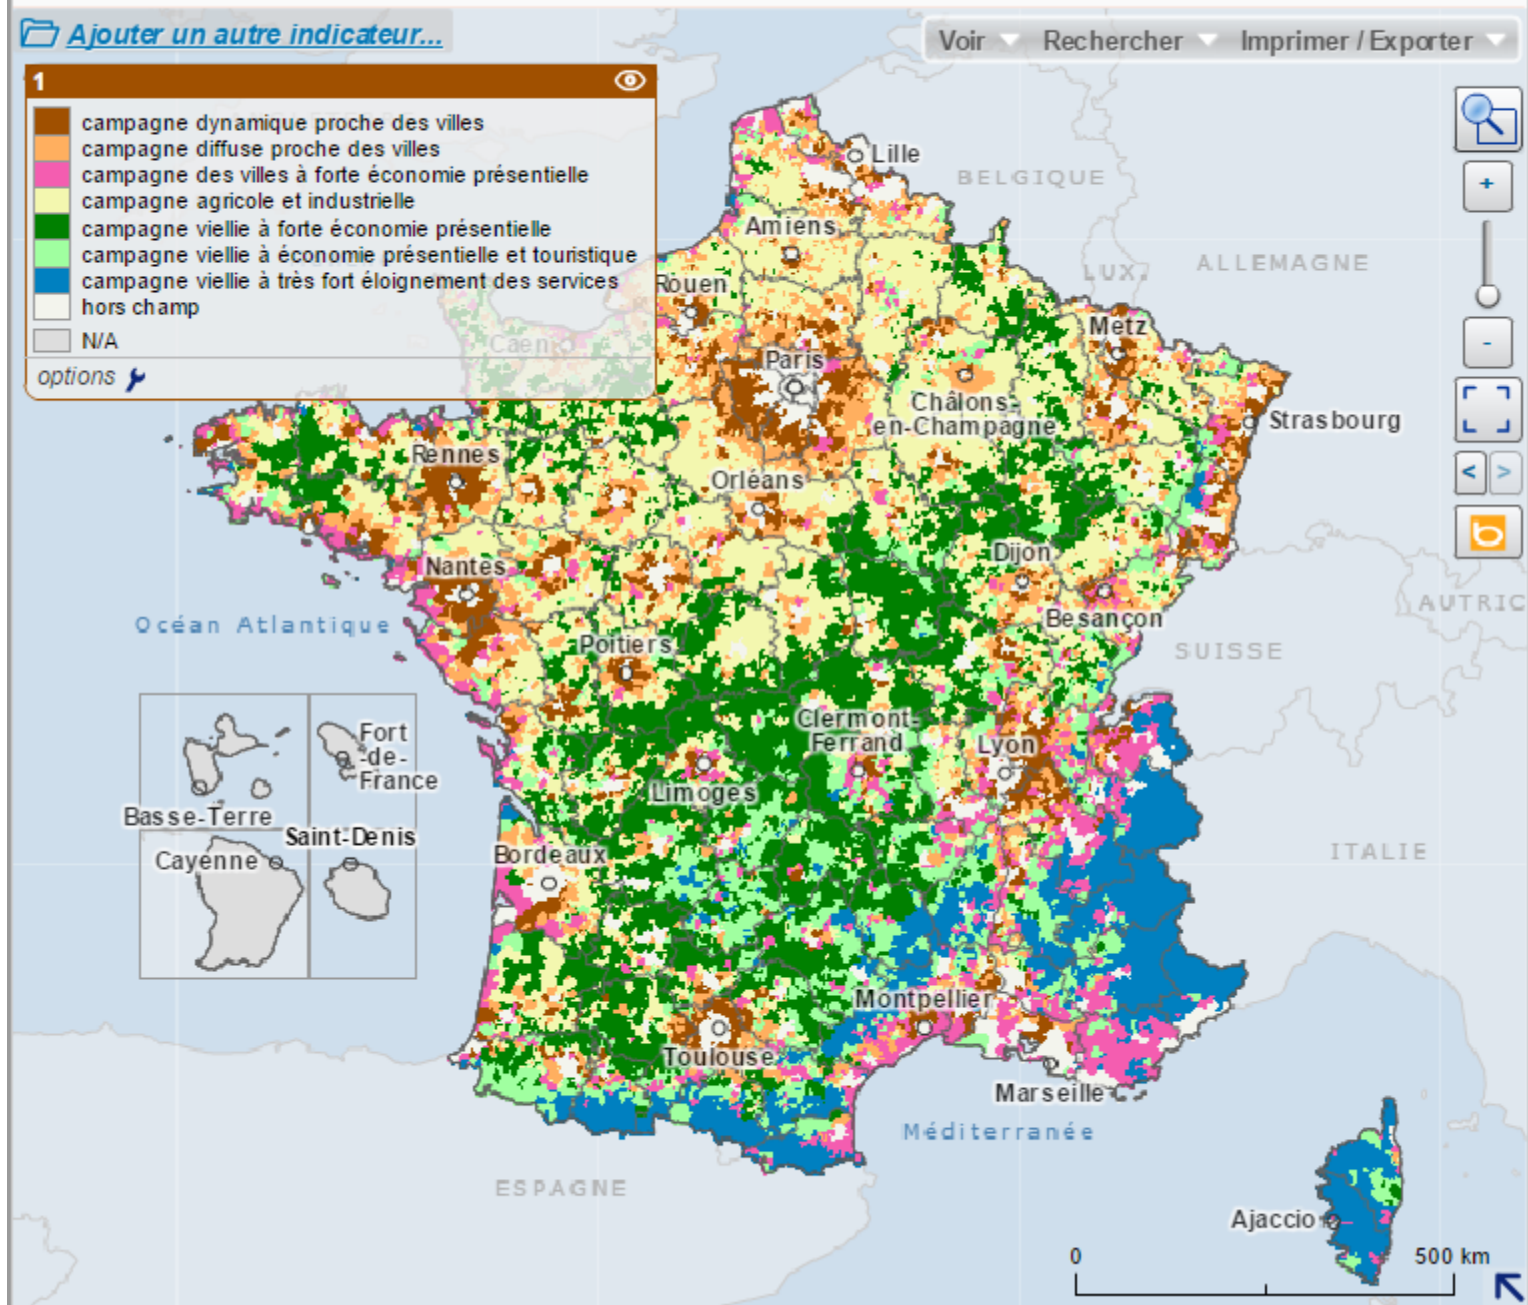 Ajouter un autre indicateur...
Voir
Rechercher
Imprimer / Exporter
1
campagne dynamique proche des villes
campagne diffuse proche des villes
campagne des villes à forte économie présentielle
campagne agricole et industrielle
campagne viellie à forte économie présentielle
campagne viellie à économie présentielle et touristique
campagne viellie à très fort éloignement des services
hors champ
N/A
options
+
-
<
>
b
Lille
BELGIQUE
Amiens
LUX.
ALLEMAGNE
Rouen
Caen
Metz
Paris
Châlons-
en-Champagne
Strasbourg
Rennes
Orléans
Dijon
Nantes
AUTRIC
Océan Atlantique
Besançon
Poitiers
SUISSE
Clermont-
Ferrand
Lyon
Fort
-de-
France
Limoges
Basse-Terre
Saint-Denis
Cayenne
Bordeaux
ITALIE
Montpellier
Toulouse
Marseille
Méditerranée
ESPAGNE
Ajaccio
0
500 km